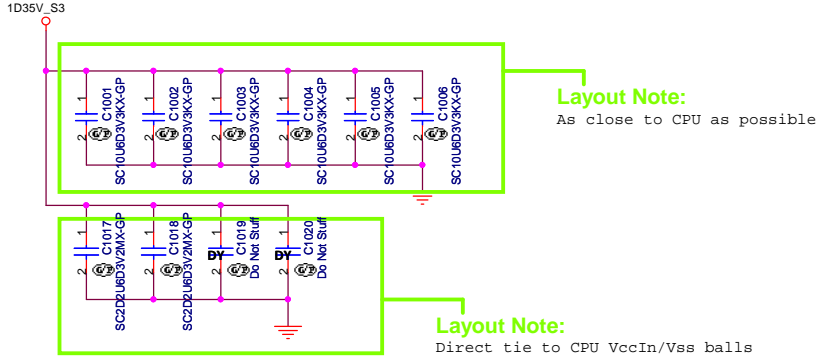 1D35V_S3
1 2 C1001 SC10U6D3V3KX-GP
1 2 C1002 SC10U6D3V3KX-GP
1 2 C1003 SC10U6D3V3KX-GP
1 2 C1004 SC10U6D3V3KX-GP
1 2 C1005 SC10U6D3V3KX-GP
1 2 C1006 SC10U6D3V3KX-GP
Layout Note:
As close to CPU as possible
1 2 C1017 SC2D2U6D3V2MX-GP
1 2 C1018 SC2D2U6D3V2MX-GP
1 2 DY C1019 Do Not Stuff
1 2 DY C1020 Do Not Stuff
Layout Note:
Direct tie to CPU VccIn/Vss balls